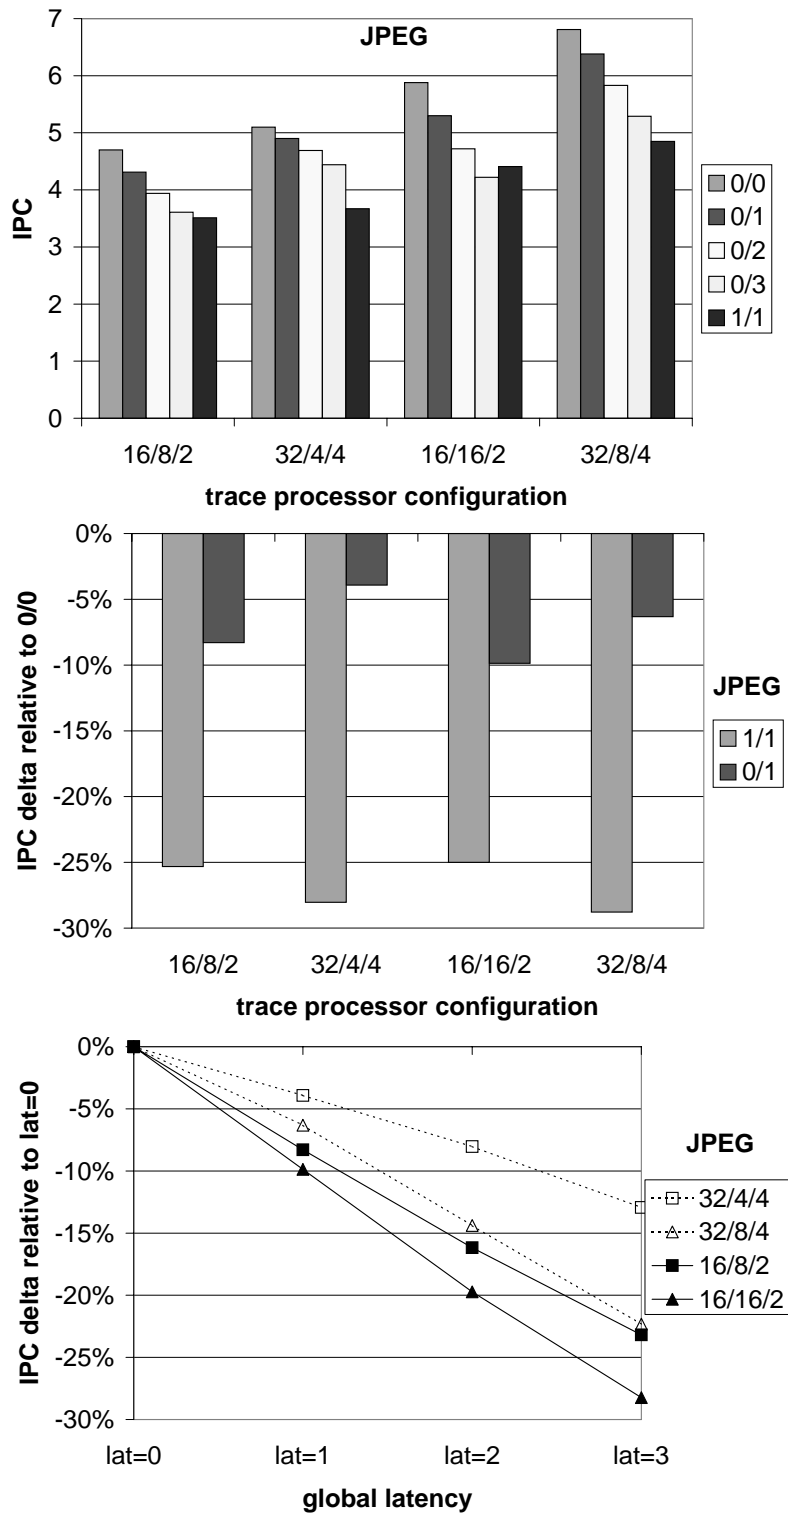 JPEG
IPC
7
6
5
4
3
2
1
0
16/8/2 32/4/4 16/16/2 32/8/4
trace processor configuration
0/0
0/1
0/2
0/3
1/1
IPC delta relative to 0/0
0%
-5%
-10%
-15%
-20%
-25%
-30%
16/8/2 32/4/4 16/16/2 32/8/4
trace processor configuration
JPEG
1/1
0/1
IPC delta relative to lat=0
0%
-5%
-10%
-15%
-20%
-25%
-30%
lat=0 lat=1 lat=2 lat=3
global latency
JPEG
32/4/4
32/8/4
16/8/2
16/16/2